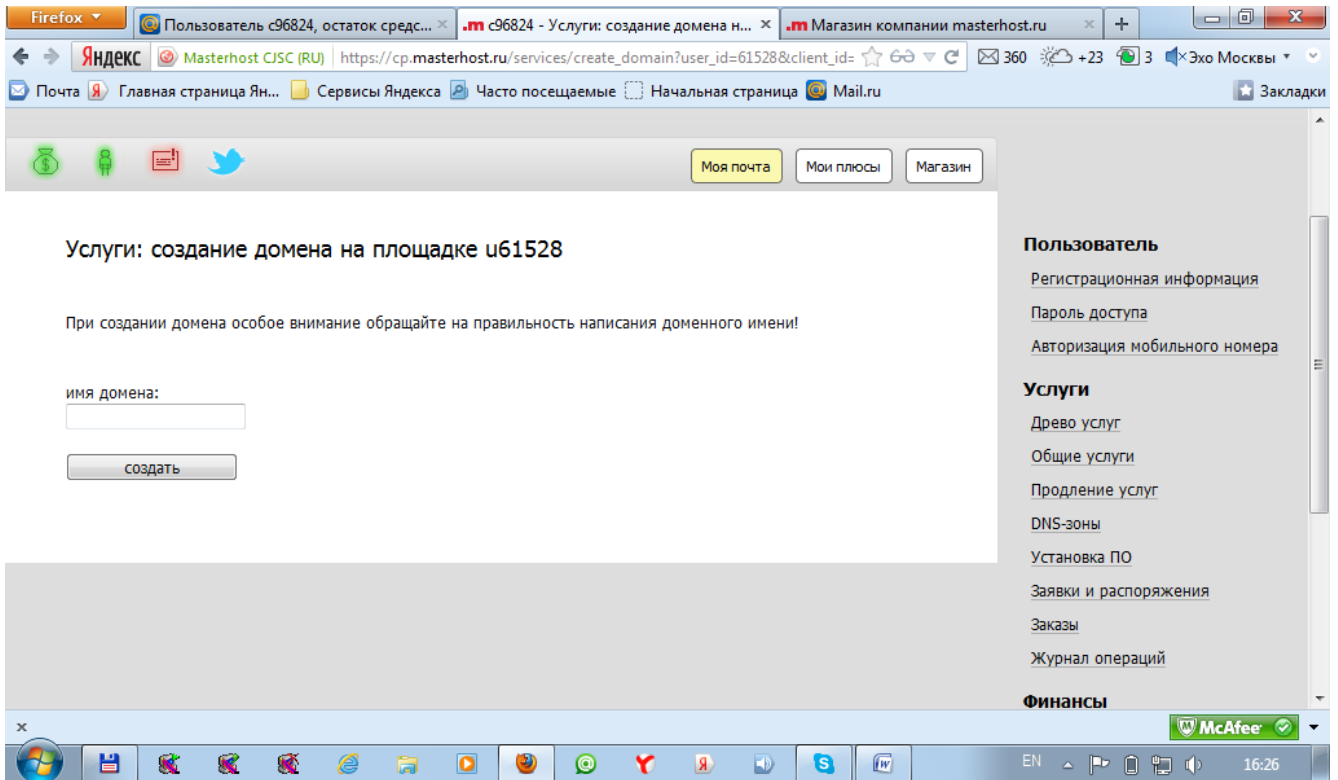 Firefox
Пользователь c96824, остаток средс...
.m c96824 - Услуги: создание домена н...
.m Магазин компании masterhost.ru
Яндекс
Masterhost CJSC (RU)
https://cp.masterhost.ru/services/create_domain?user_id=61528&client_id=
360
+23
3
Эхо Москвы
Почта
Я
Главная страница Ян...
Сервисы Яндекса
Часто посещаемые
Начальная страница
Mail.ru
Закладки
Моя почта
Мои плюсы
Магазин
Услуги: создание домена на площадке u61528
При создании домена особое внимание обращайте на правильность написания доменного имени!
имя домена:
создать
Пользователь
Регистрационная информация
Пароль доступа
Авторизация мобильного номера
Услуги
Древо услуг
Общие услуги
Продление услуг
DNS-зоны
Установка ПО
Заявки и распоряжения
Заказы
Журнал операций
Финансы
McAfee
EN
16:26